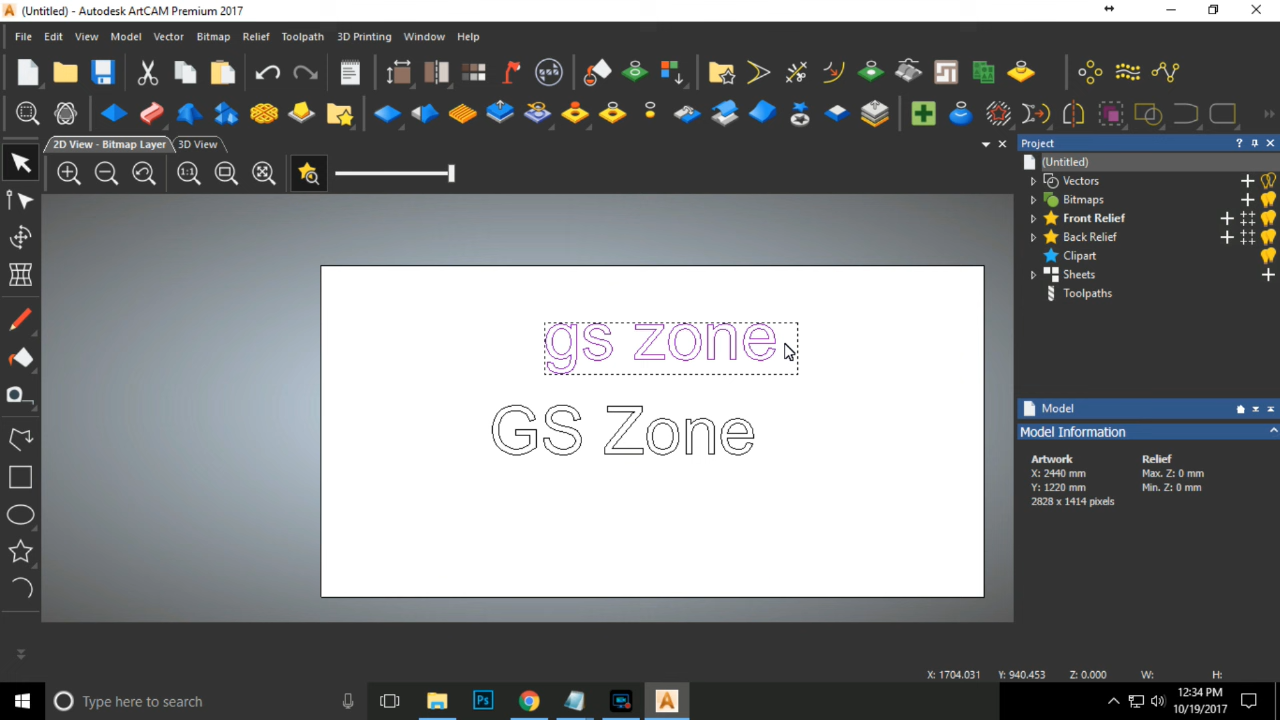 (Untitled) - Autodesk ArtCAM Premium 2017
File Edit View Model Vector Bitmap Relief Toolpath 3D Printing Window Help
2D View - Bitmap Layer 3D View
1:1
Project
(Untitled)
Vectors
Bitmaps
Front Relief
Back Relief
Clipart
Sheets
Toolpaths
gs zone
GS Zone
Model
Model Information
Artwork Relief
X: 2440 mm Max. Z: 0 mm
Y: 1220 mm Min. Z: 0 mm
2828 x 1414 pixels
X: 1704.031 Y: 940.453 Z: 0.000 W: H:
Type here to search
Ps
12:34 PM
10/19/2017